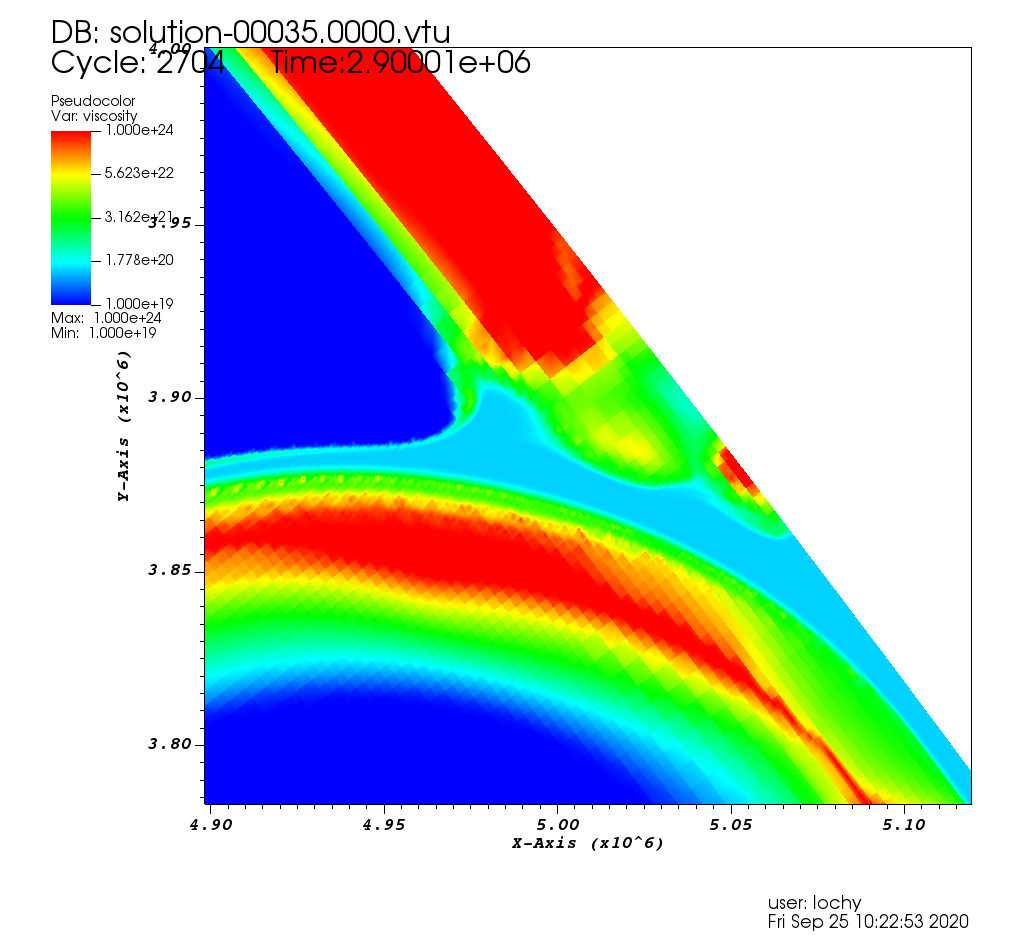 DB: solution-00035.0000.vtu
Cycle: 2704 Time:2.90001e+06
Pseudocolor
Var: viscosity
1.000e+24
5.623e+22
3.162e+21
1.778e+20
1.000e+19
Max: 1.000e+24
Min: 1.000e+19
4.00
3.95
3.90
3.85
3.80
Y-Axis (x10^6)
4.90 4.95 5.00 5.05 5.10
X-Axis (x10^6)
user: lochy
Fri Sep 25 10:22:53 2020